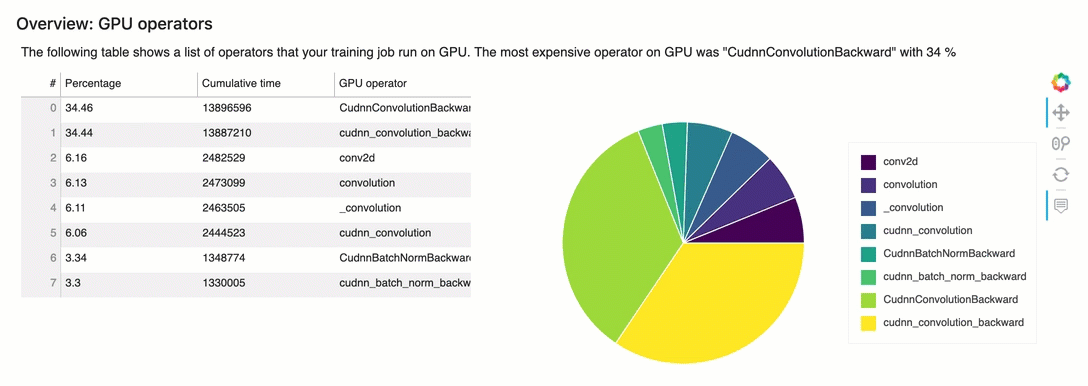 Overview: GPU operators
The following table shows a list of operators that your training job run on GPU. The most expensive operator on GPU was "CudnnConvolutionBackward" with 34 %
# Percentage Cumulative time GPU operator
0 34.46 13896596 CudnnConvolutionBackwar
1 34.44 13887210 cudnn_convolution_backwa
2 6.16 2482529 conv2d
3 6.13 2473099 convolution
4 6.11 2463505 _convolution
5 6.06 2444523 cudnn_convolution
6 3.34 1348774 CudnnBatchNormBackward
7 3.3 1330005 cudnn_batch_norm_backw
conv2d
convolution
_convolution
cudnn_convolution
CudnnBatchNormBackward
cudnn_batch_norm_backward
CudnnConvolutionBackward
cudnn_convolution_backward